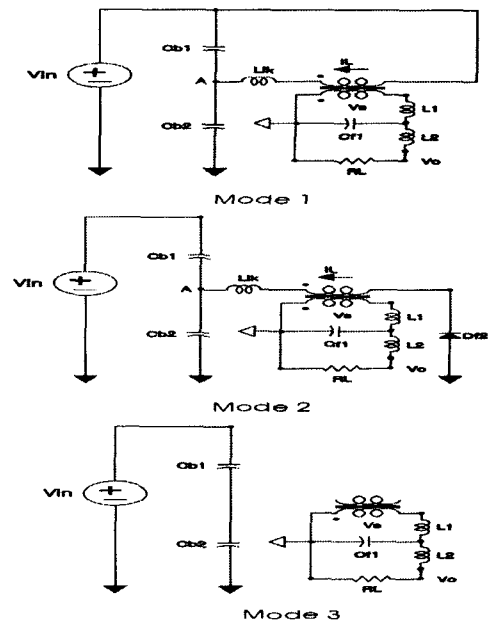 Cb1
Vin
A
Llk
IL
Vs
L1
Cb2
Cf1
L2
RL
Vo
Mode 1
Cb1
Vin
A
Llk
IL
Vs
L1
Cb2
Cf1
L2
Df2
RL
Vo
Mode 2
Cb1
Vin
Vs
L1
Cb2
Cf1
L2
RL
Vo
Mode 3